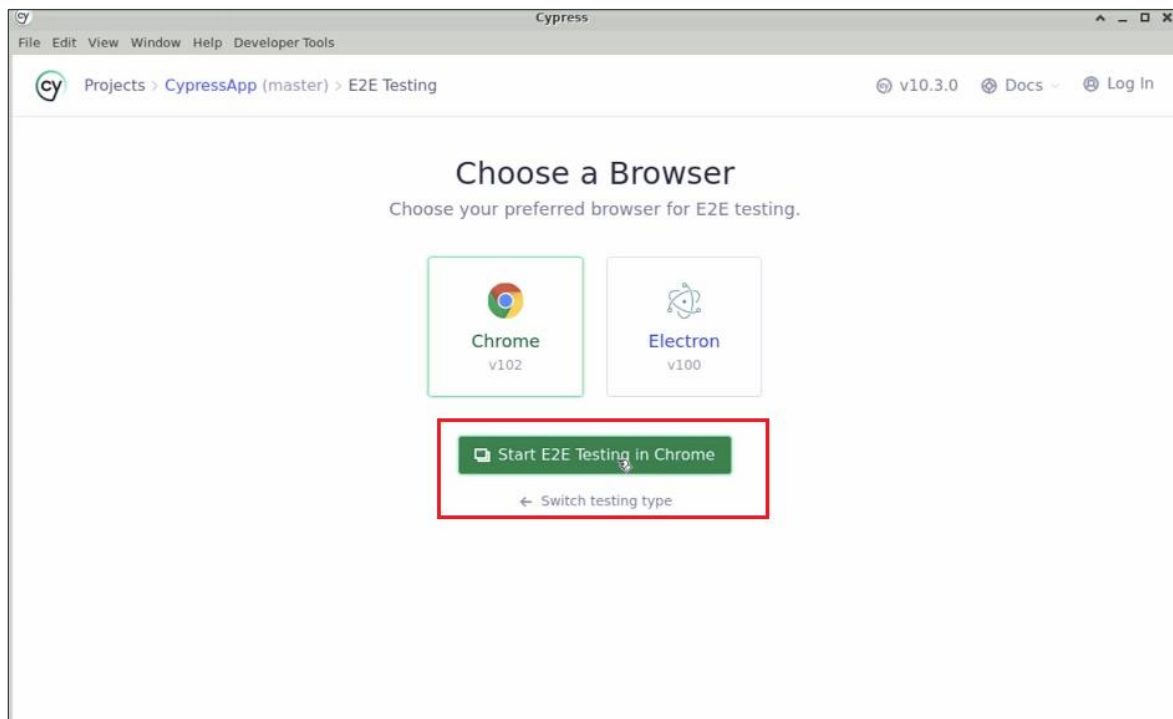 cy Cypress
File Edit View Window Help Developer Tools
cy Projects > CypressApp (master) > E2E Testing v10.3.0 Docs Log In
Choose a Browser
Choose your preferred browser for E2E testing.
Chrome Electron
v102 v100
Start E2E Testing in Chrome
← Switch testing type